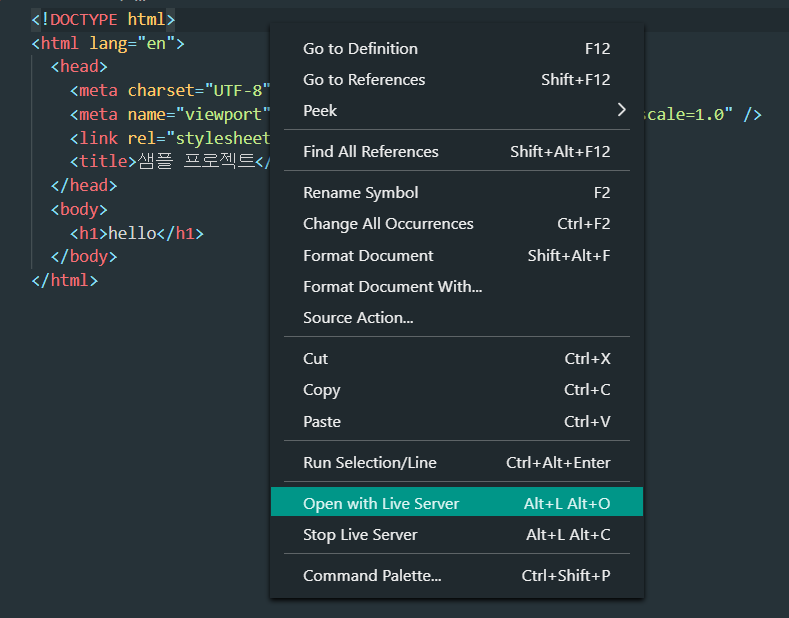 <!DOCTYPE html>
<html lang="en">
<head>
<meta charset="UTF-8"
<meta name="viewport" scale=1.0" />
<link rel="stylesheet
<title>샘플 프로젝트</
</head>
<body>
<h1>hello</h1>
</body>
</html>
Go to Definition F12
Go to References Shift+F12
Peek
Find All References Shift+Alt+F12
Rename Symbol F2
Change All Occurrences Ctrl+F2
Format Document Shift+Alt+F
Format Document With...
Source Action...
Cut Ctrl+X
Copy Ctrl+C
Paste Ctrl+V
Run Selection/Line Ctrl+Alt+Enter
Open with Live Server Alt+L Alt+O
Stop Live Server Alt+L Alt+C
Command Palette... Ctrl+Shift+P